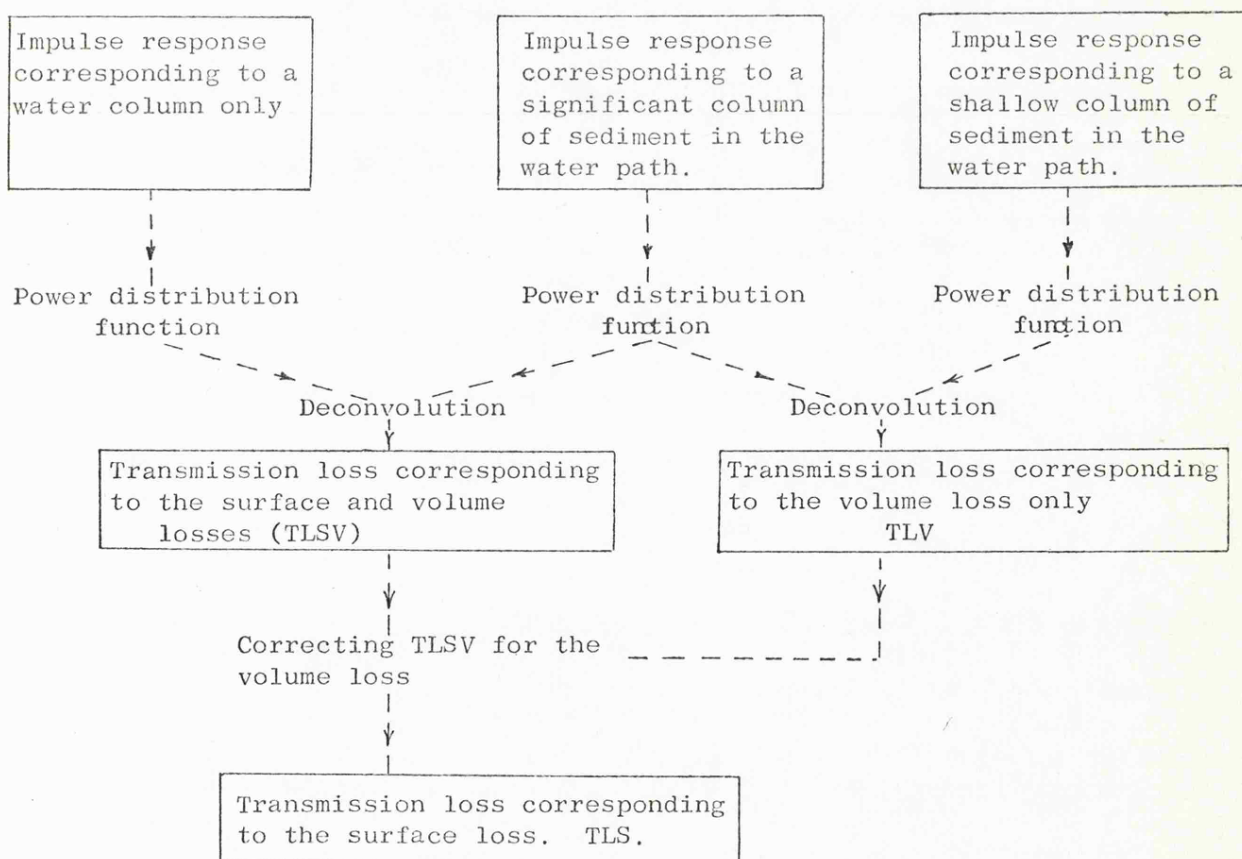 Impulse response
corresponding to a
water column only
Impulse response
corresponding to a
significant column
of sediment in the
water path.
Impulse response
corresponding to a
shallow column of
sediment in the
water path.
Power distribution
function
Power distribution
function
Power distribution
function
Deconvolution
Deconvolution
Transmission loss corresponding
to the surface and volume
losses (TLSV)
Transmission loss corresponding
to the volume loss only
TLV
Correcting TLSV for the
volume loss
Transmission loss corresponding
to the surface loss. TLS.